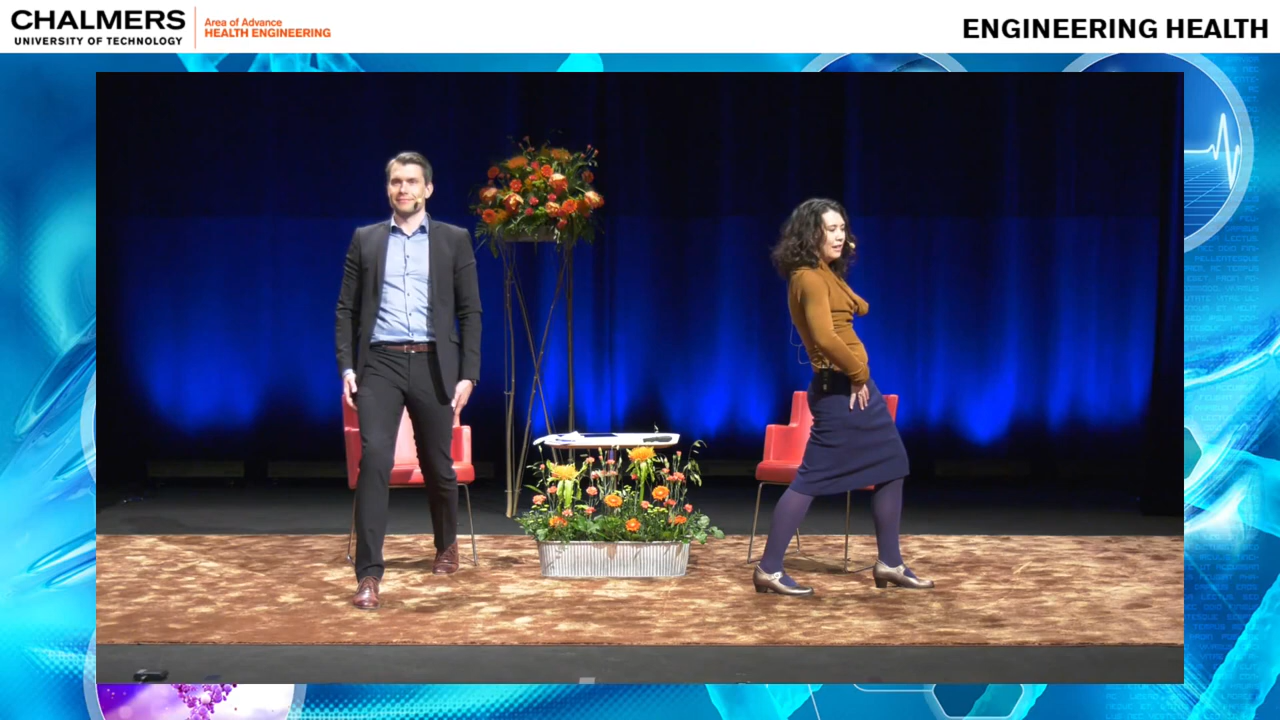 CHALMERS
UNIVERSITY OF TECHNOLOGY
Area of Advance
HEALTH ENGINEERING
ENGINEERING HEALTH